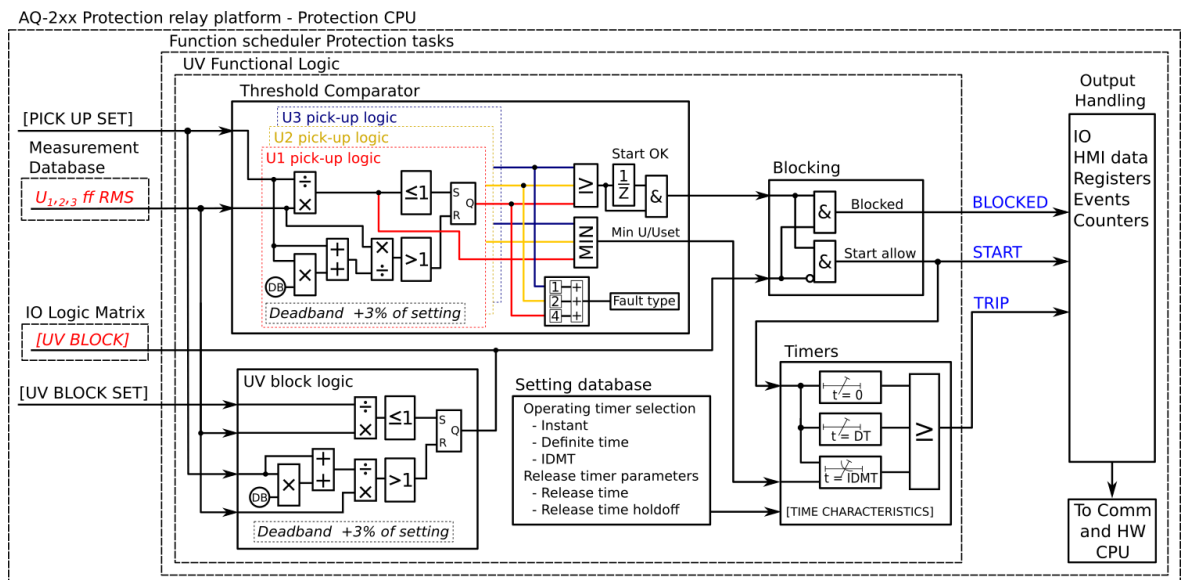 AQ-2xx Protection relay platform - Protection CPU
Function scheduler Protection tasks
UV Functional Logic
Threshold Comparator
[PICK UP SET]
Measurement
Database
U1,2,3 ff RMS
IO Logic Matrix
[UV BLOCK]
[UV BLOCK SET]
U3 pick-up logic
U2 pick-up logic
U1 pick-up logic
÷
×
≤1
S
R
Q
DB
×
+
+
×
÷
>1
Deadband +3% of setting
≥
Start OK
1
Z
&
MIN
Min U/Uset
1 +
2 +
4 +
Fault type
Blocking
&
Blocked
&
Start allow
BLOCKED
START
TRIP
Output
Handling
IO
HMI data
Registers
Events
Counters
To Comm
and HW
CPU
UV block logic
÷
×
≤1
S
R
Q
DB
×
+
+
÷
×
>1
Deadband +3% of setting
Setting database
Operating timer selection
- Instant
- Definite time
- IDMT
Release timer parameters
- Release time
- Release time holdoff
Timers
t = 0
t = DT
t = IDMT
≥
[TIME CHARACTERISTICS]